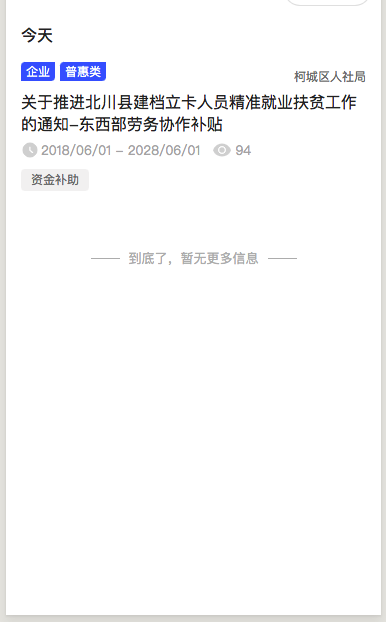 今天
企业 普惠类 柯城区人社局
关于推进北川县建档立卡人员精准就业扶贫工作
的通知-东西部劳务协作补贴
2018/06/01 - 2028/06/01 94
资金补助
到底了，暂无更多信息